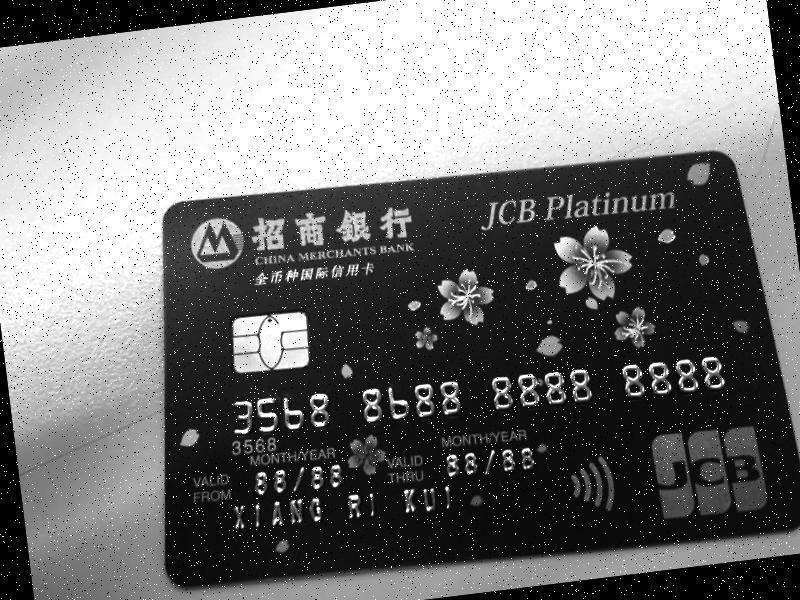 招商银行
CHINA MERCHANTS BANK
全币种国际信用卡
JCB Platinum
3568 8688 8888 8888
3568
MONTH/YEAR MONTH/YEAR
VALID FROM 88/88 VALID THRU 88/88
XIANG RI KUI
JCB